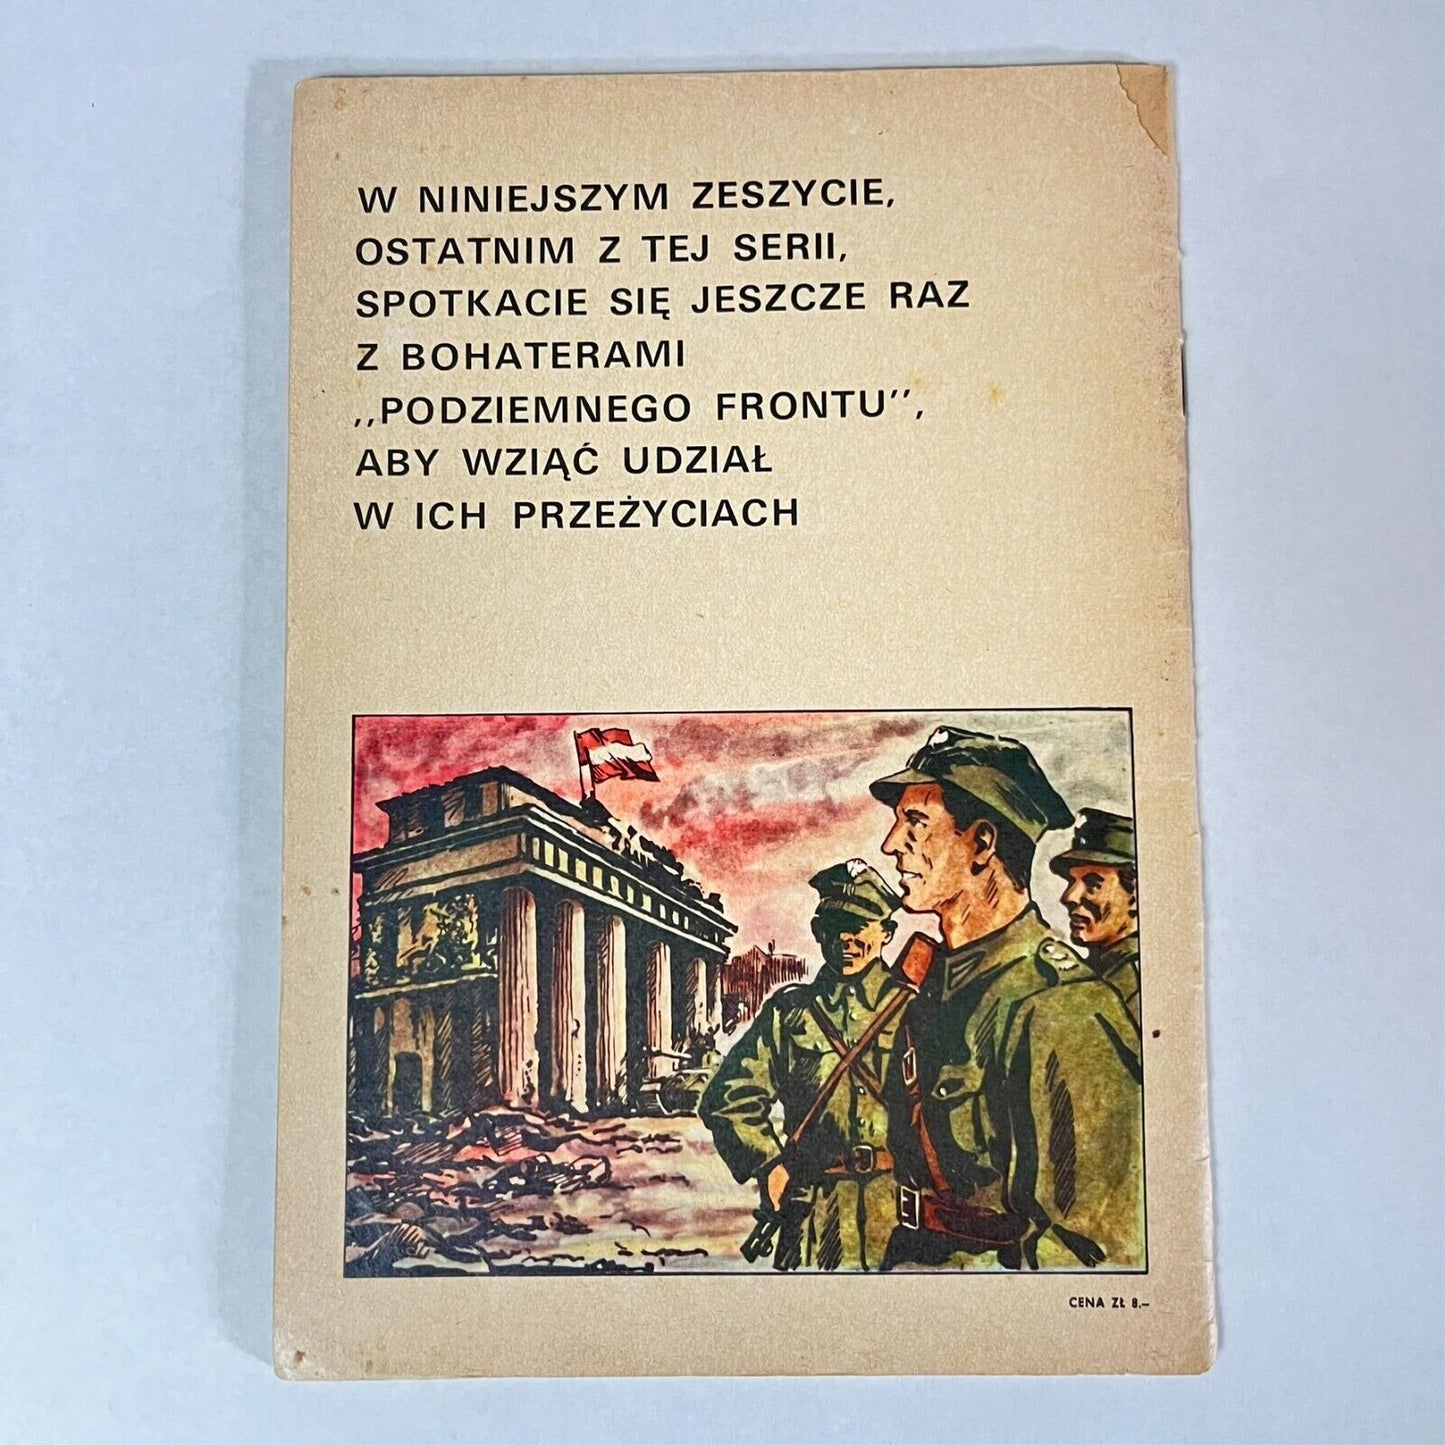 W NINIEJSZYM ZESZYCIE,
OSTATNIM Z TEJ SERII,
SPOTKACIE SIĘ JESZCZE RAZ
Z BOHATERAMI
,,PODZIEMNEGO FRONTU'',
ABY WZIĄĆ UDZIAŁ
W ICH PRZEŻYCIACH
CENA ZŁ 8.–